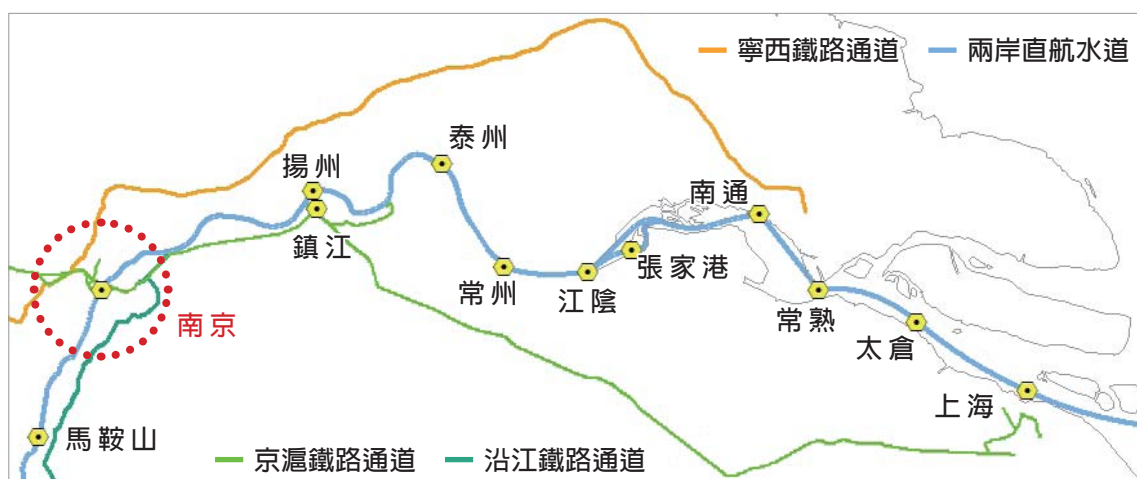 寧西鐵路通道
兩岸直航水道
泰州
揚州
南通
鎮江
張家港
常州
江陰
常熟
南京
太倉
上海
馬鞍山
京滬鐵路通道
沿江鐵路通道